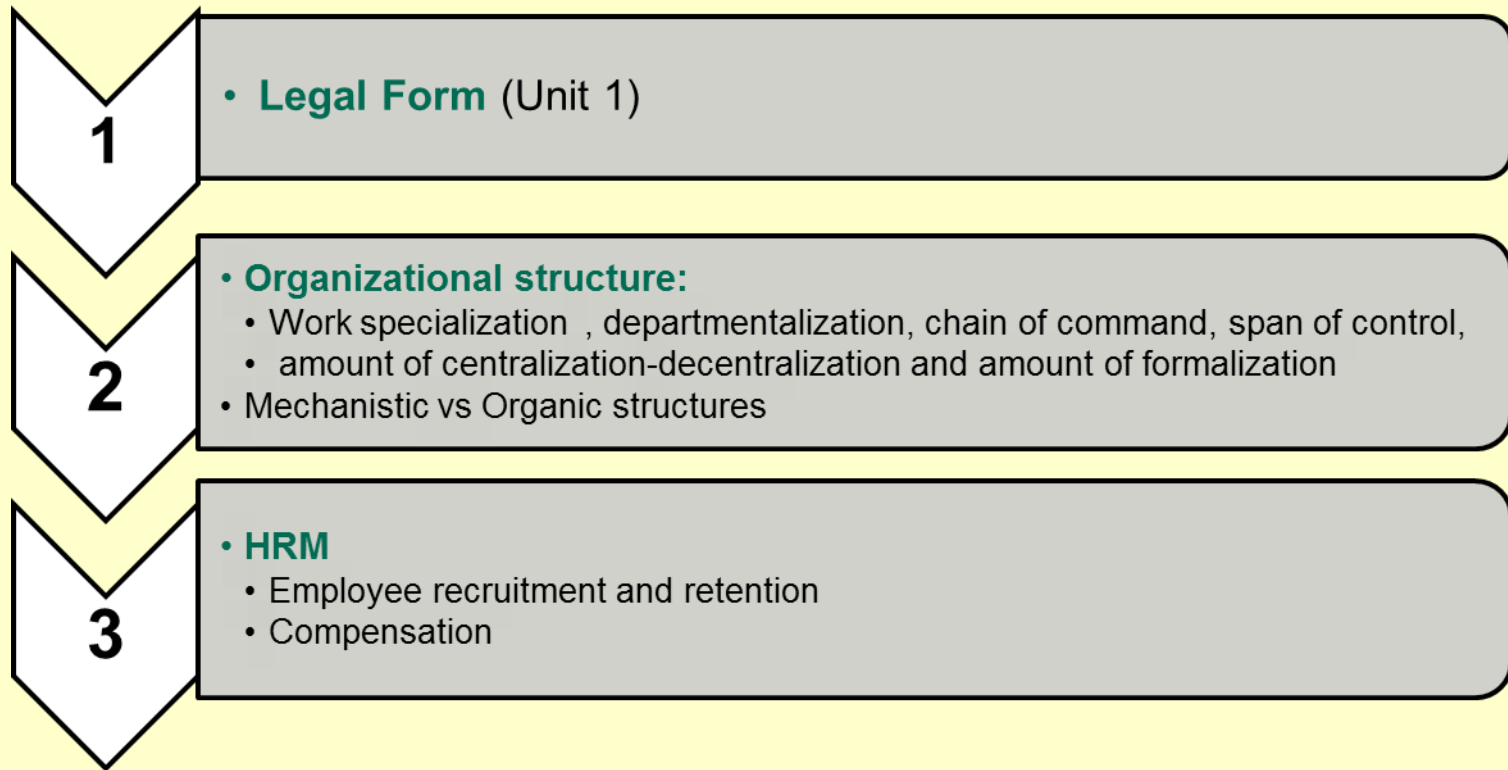 1
• Legal Form (Unit 1)
2
• Organizational structure:
• Work specialization , departmentalization, chain of command, span of control,
• amount of centralization-decentralization and amount of formalization
• Mechanistic vs Organic structures
3
• HRM
• Employee recruitment and retention
• Compensation